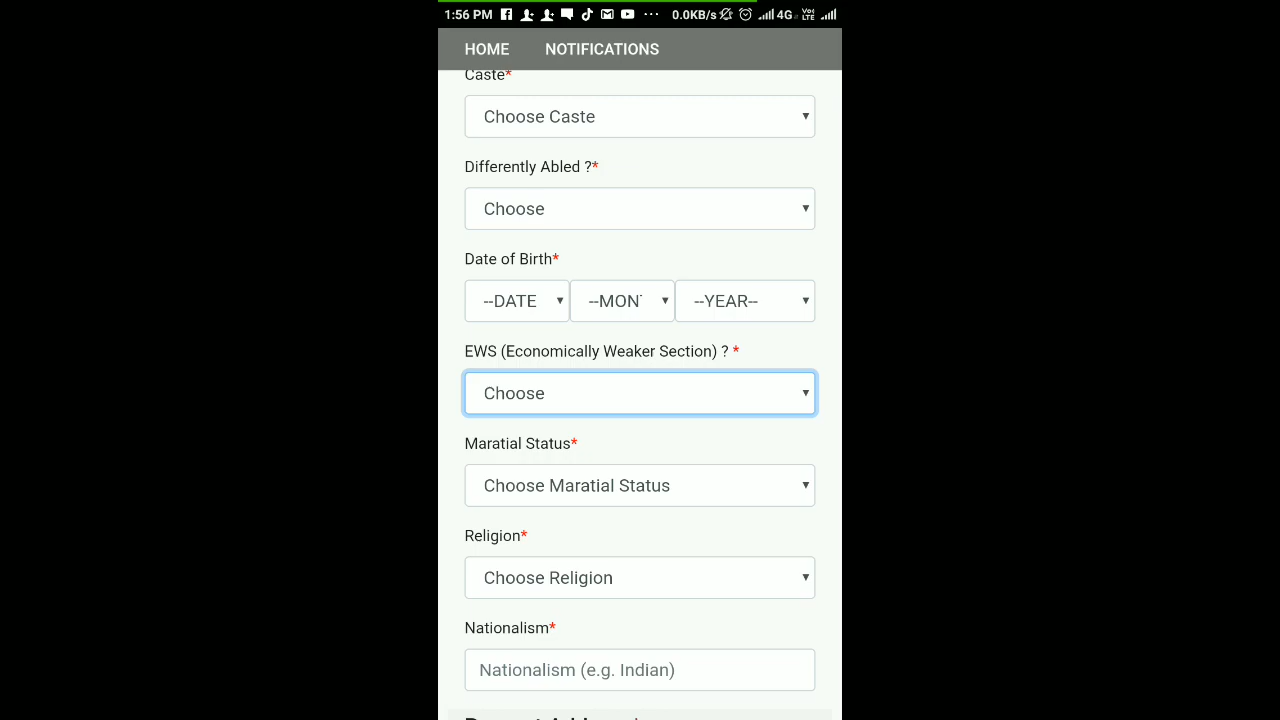 1:56 PM ... 0.0KB/s 4G VoLTE
HOME NOTIFICATIONS
Caste*
Choose Caste
Differently Abled ?*
Choose
Date of Birth*
--DATE --MON --YEAR--
EWS (Economically Weaker Section) ? *
Choose
Maratial Status*
Choose Maratial Status
Religion*
Choose Religion
Nationalism*
Nationalism (e.g. Indian)